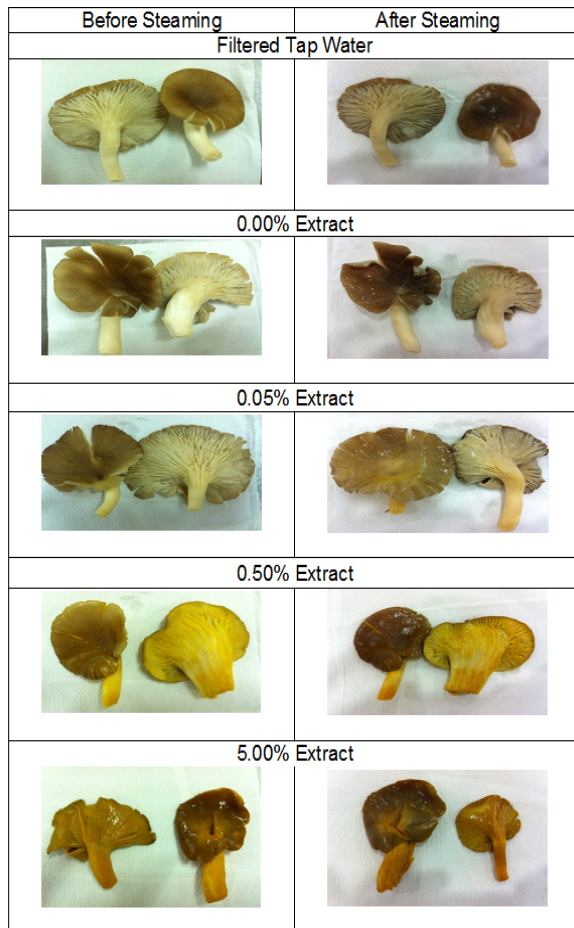 Before Steaming
After Steaming
Filtered Tap Water
0.00% Extract
0.05% Extract
0.50% Extract
5.00% Extract